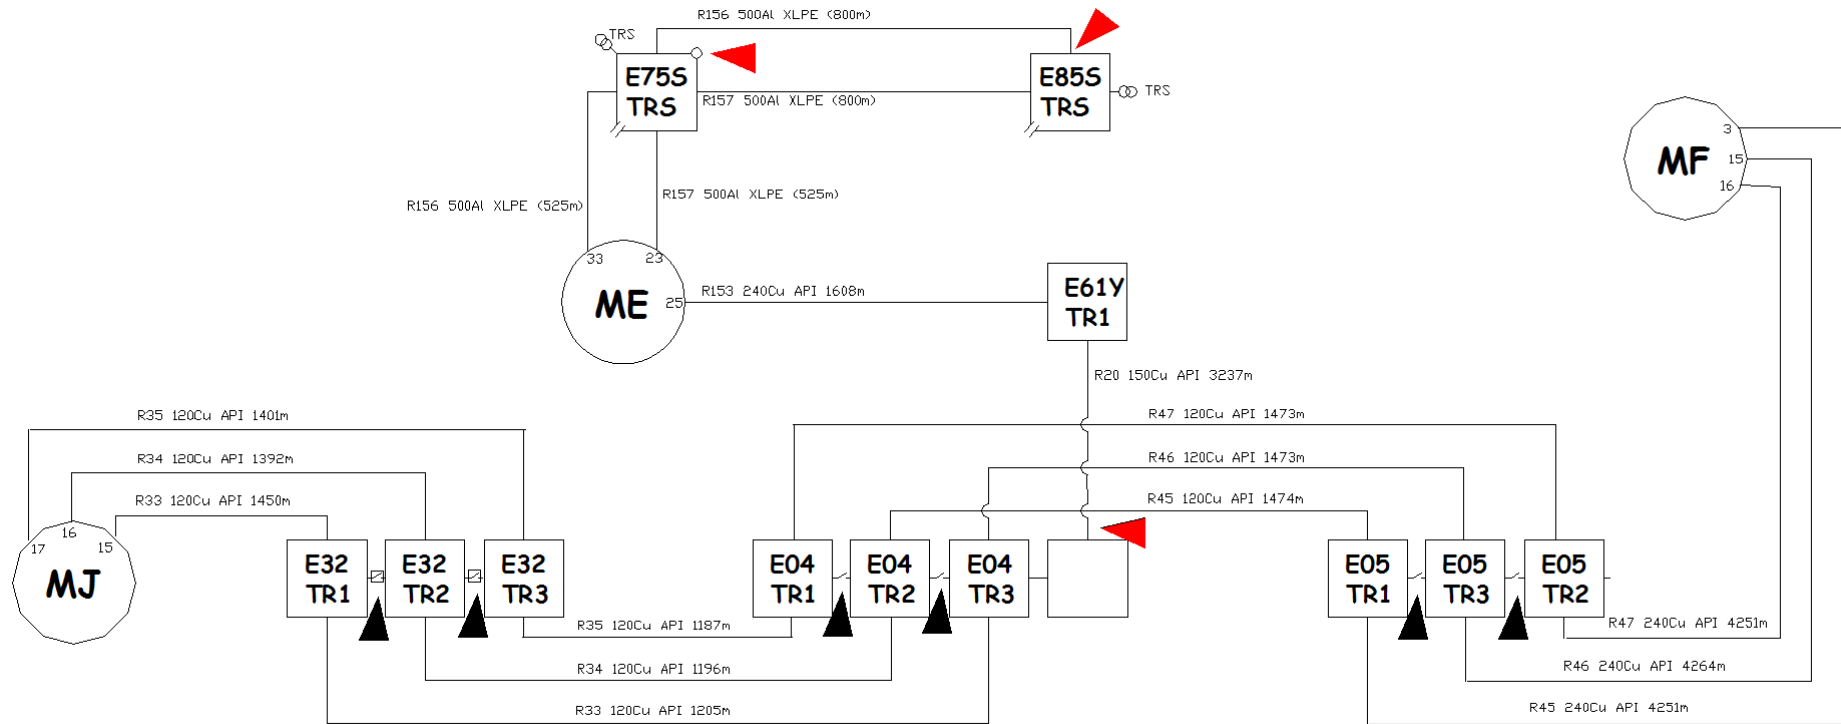 R156 500Al XLPE (800m)
TRS
E75S
TRS
E85S
TRS
TRS
R157 500Al XLPE (800m)
3
15
16
MF
R156 500Al XLPE (525m)
R157 500Al XLPE (525m)
33
23
25
ME
R153 240Cu API 1608m
E61Y
TR1
R20 150Cu API 3237m
R35 120Cu API 1401m
R47 120Cu API 1473m
R34 120Cu API 1392m
R46 120Cu API 1473m
R33 120Cu API 1450m
R45 120Cu API 1474m
17
16
15
MJ
E32
TR1
E32
TR2
E32
TR3
E04
TR1
E04
TR2
E04
TR3
E05
TR1
E05
TR3
E05
TR2
R35 120Cu API 1187m
R47 240Cu API 4251m
R34 120Cu API 1196m
R46 240Cu API 4264m
R33 120Cu API 1205m
R45 240Cu API 4251m